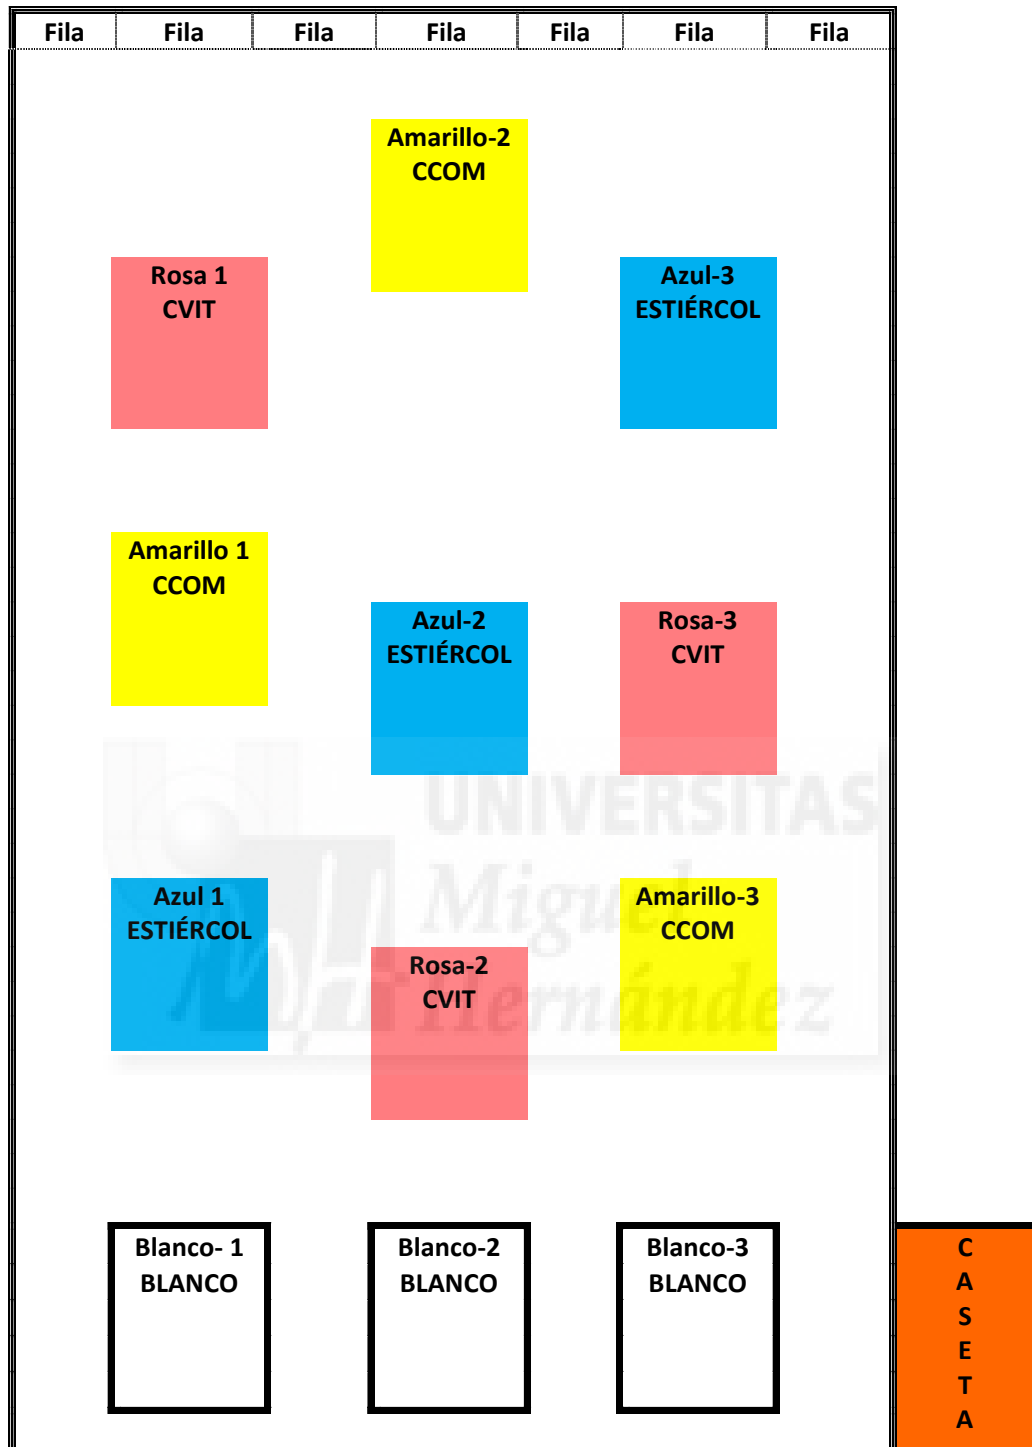 Fila Fila Fila Fila Fila Fila Fila
Amarillo-2
CCOM
Rosa 1
CVIT
Azul-3
ESTIÉRCOL
Amarillo 1
CCOM
Azul-2
ESTIÉRCOL
Rosa-3
CVIT
UNIVERSITAS
Miguel
Hernández
Azul 1
ESTIÉRCOL
Amarillo-3
CCOM
Rosa-2
CVIT
Blanco- 1
BLANCO
Blanco-2
BLANCO
Blanco-3
BLANCO
C
A
S
E
T
A